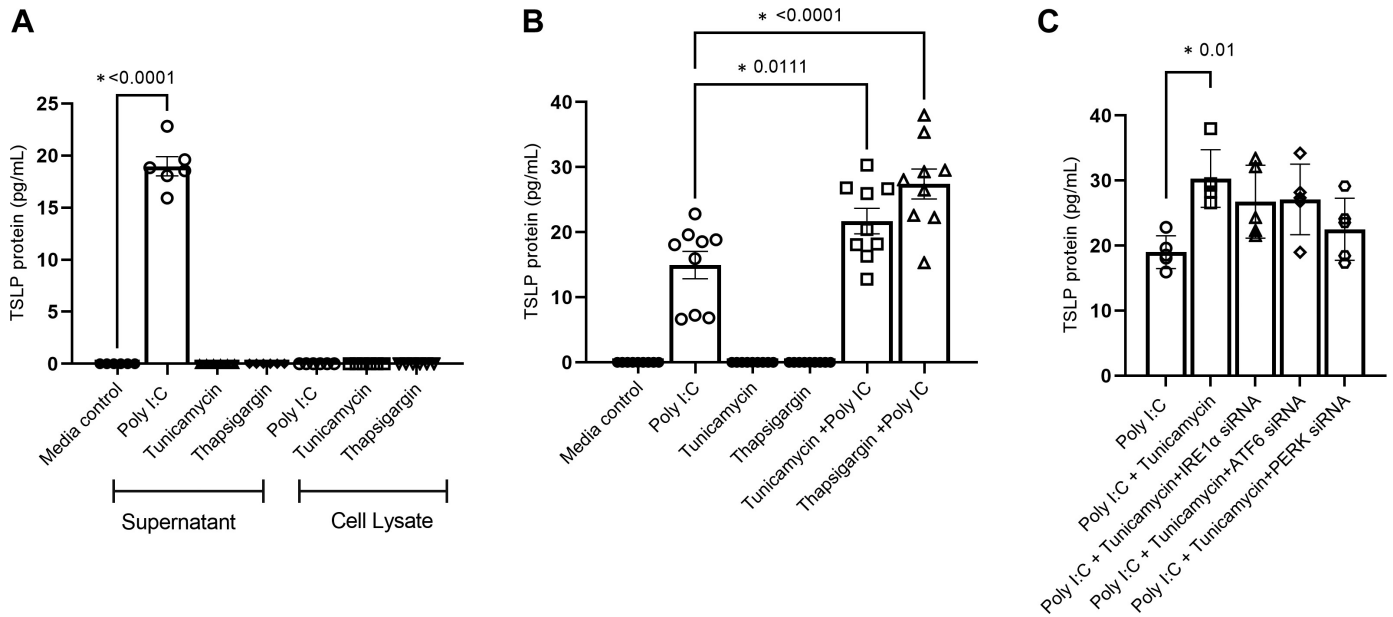 A
*<0.0001
TSLP protein (pg/mL)
25
20
15
10
5
0
Media control
Poly I:C
Tunicamycin
Thapsigargin
Poly I:C
Tunicamycin
Thapsigargin
Supernatant
Cell Lysate
B
* <0.0001
* 0.0111
TSLP protein (pg/mL)
40
30
20
10
0
Media control
Poly I:C
Tunicamycin
Thapsigargin
Tunicamycin +Poly IC
Thapsigargin +Poly IC
C
* 0.01
TSLP protein (pg/mL)
40
30
20
10
0
Poly I:C
Poly I:C + Tunicamycin
Poly I:C + Tunicamycin+IRE1α siRNA
Poly I:C + Tunicamycin+ATF6 siRNA
Poly I:C + Tunicamycin+PERK siRNA